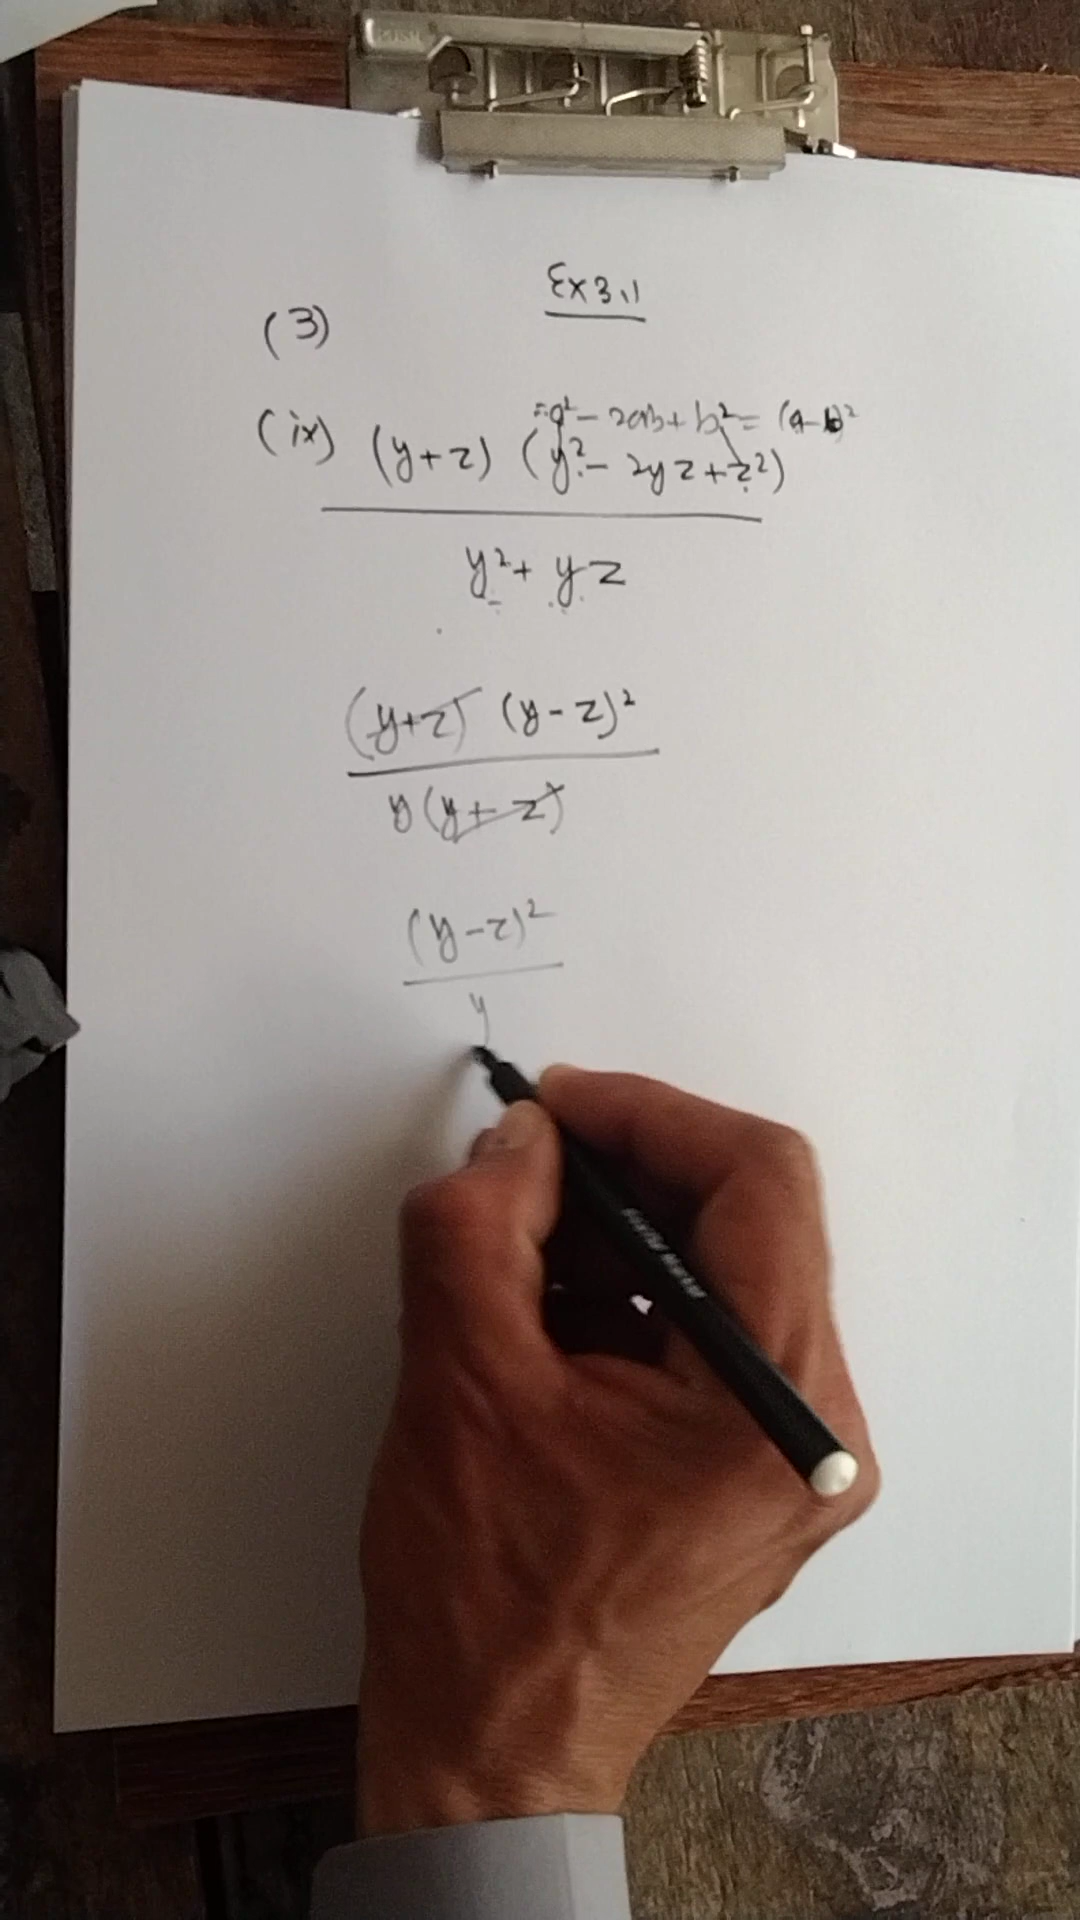 Ex 3.1
(3)
= a² - 2ab + b² = (a-b)²
(ix) (y+z) (y² - 2yz + z²)
y² + yz
(y+z) (y-z)²
y(y+z)
(y-z)²
y